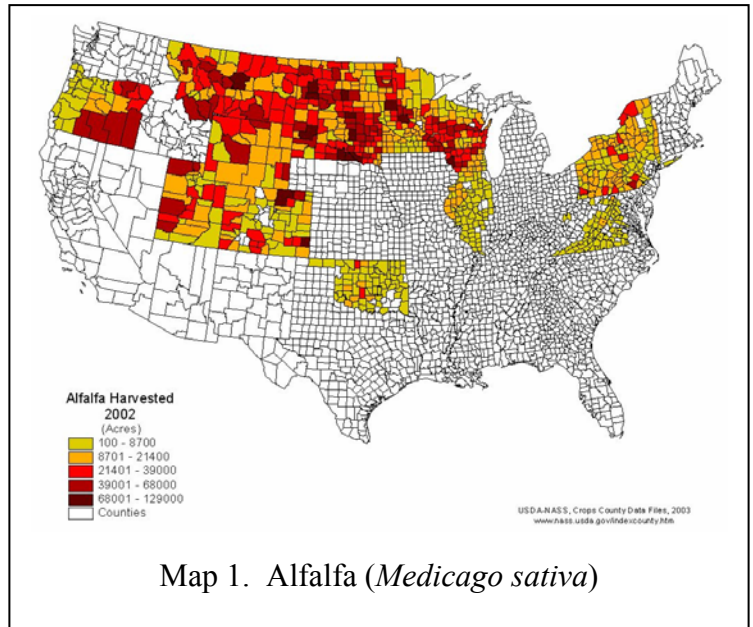 Alfalfa Harvested
2002
(Acres)
100 - 8700
8701 - 21400
21401 - 39000
39001 - 68000
68001 - 129000
Counties
USDA-NASS, Crops County Data Files, 2003
www.nass.usda.gov/indexcounty.htm
Map 1. Alfalfa (Medicago sativa)